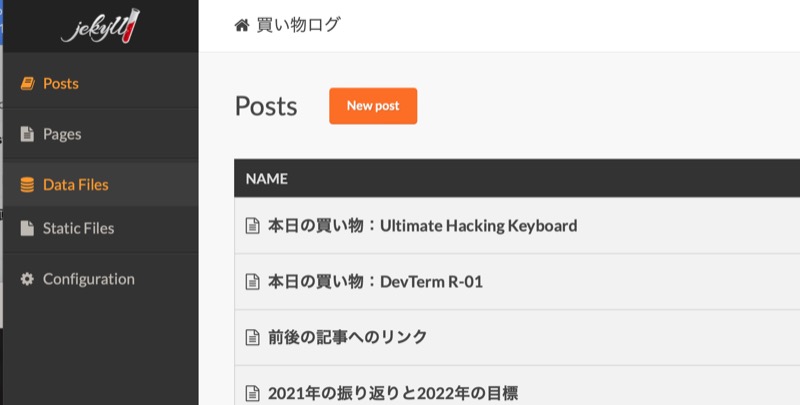 jekyll
買い物ログ
Posts
Pages
Data Files
Static Files
Configuration
Posts
New post
NAME
本日の買い物：Ultimate Hacking Keyboard
本日の買い物：DevTerm R-01
前後の記事へのリンク
2021年の振り返りと2022年の目標